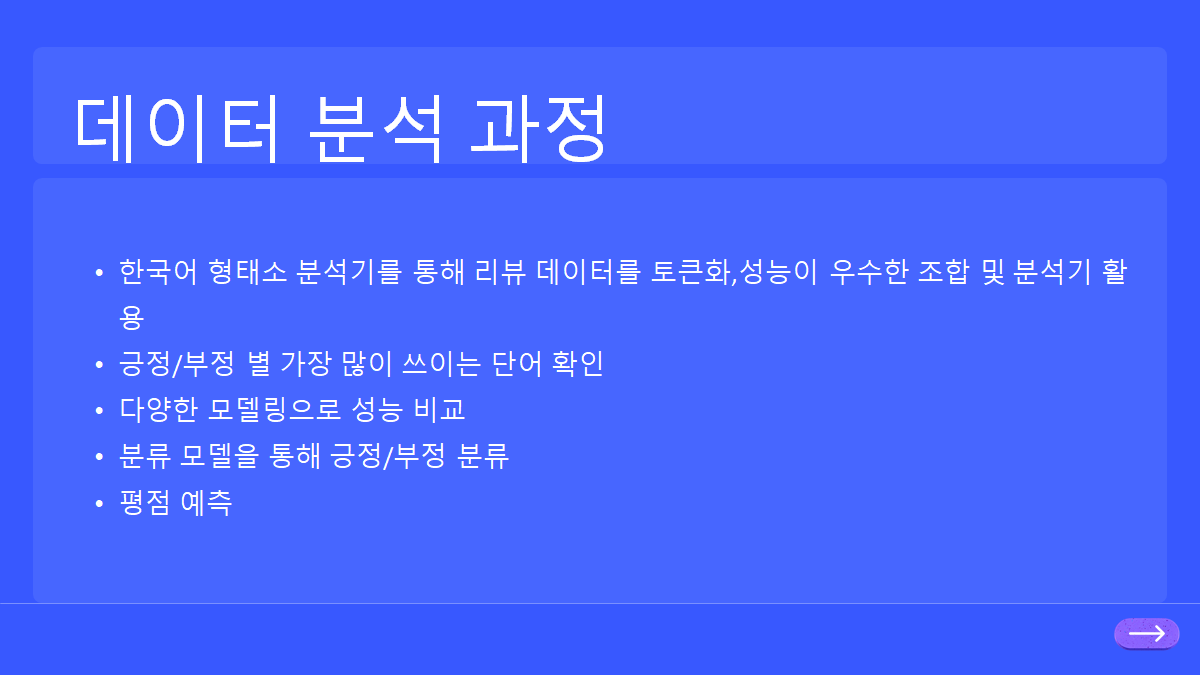 데이터 분석 과정
• 한국어 형태소 분석기를 통해 리뷰 데이터를 토큰화,성능이 우수한 조합 및 분석기 활
용
• 긍정/부정 별 가장 많이 쓰이는 단어 확인
• 다양한 모델링으로 성능 비교
• 분류 모델을 통해 긍정/부정 분류
• 평점 예측